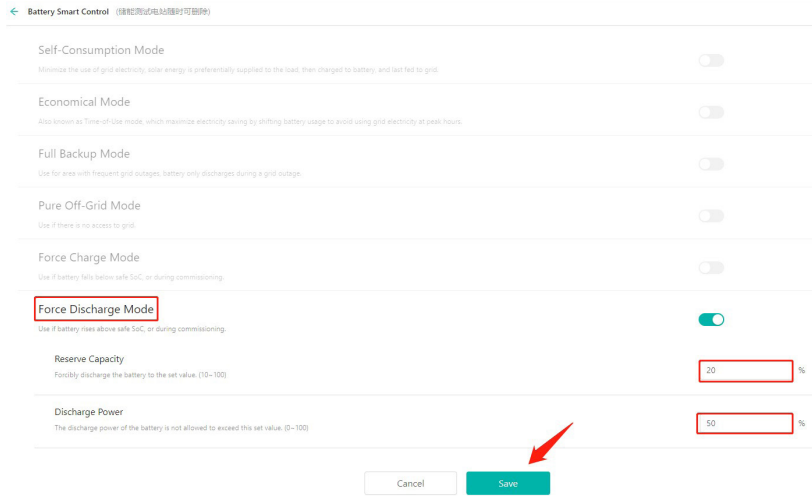 ← Battery Smart Control (储能测试电站随时可删除)
Self-Consumption Mode
Minimize the use of grid electricity, solar energy is preferentially supplied to the load, then charged to battery, and last fed to grid.
Economical Mode
Also known as Time-of-Use mode, which maximize electricity saving by shifting battery usage to avoid using grid electricity at peak hours.
Full Backup Mode
Use for area with frequent grid outages, battery only discharges during a grid outage.
Pure Off-Grid Mode
Use if there is no access to grid.
Force Charge Mode
Use if battery falls below safe SoC, or during commissioning.
Force Discharge Mode
Use if battery rises above safe SoC, or during commissioning.
Reserve Capacity
Forcibly discharge the battery to the set value. (10~100)
20 %
Discharge Power
The discharge power of the battery is not allowed to exceed this set value. (0~100)
50 %
Cancel Save